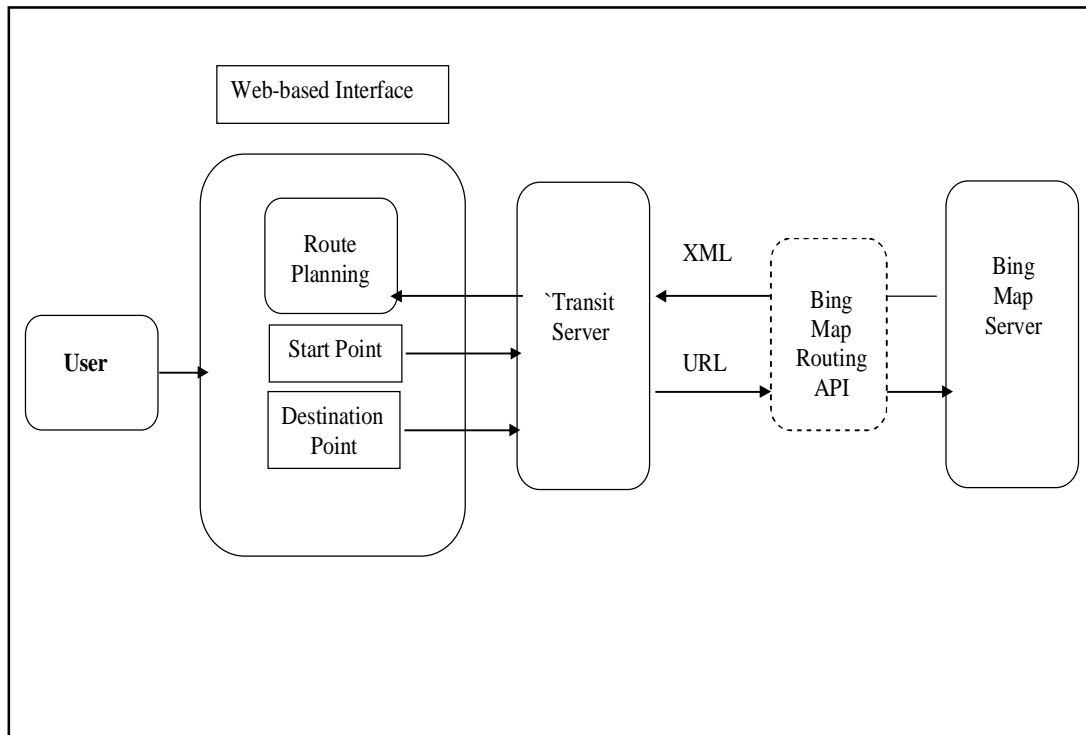 Web-based Interface
Route
Planning
Start Point
Destination
Point
User
`Transit
Server
XML
URL
Bing
Map
Routing
API
Bing
Map
Server